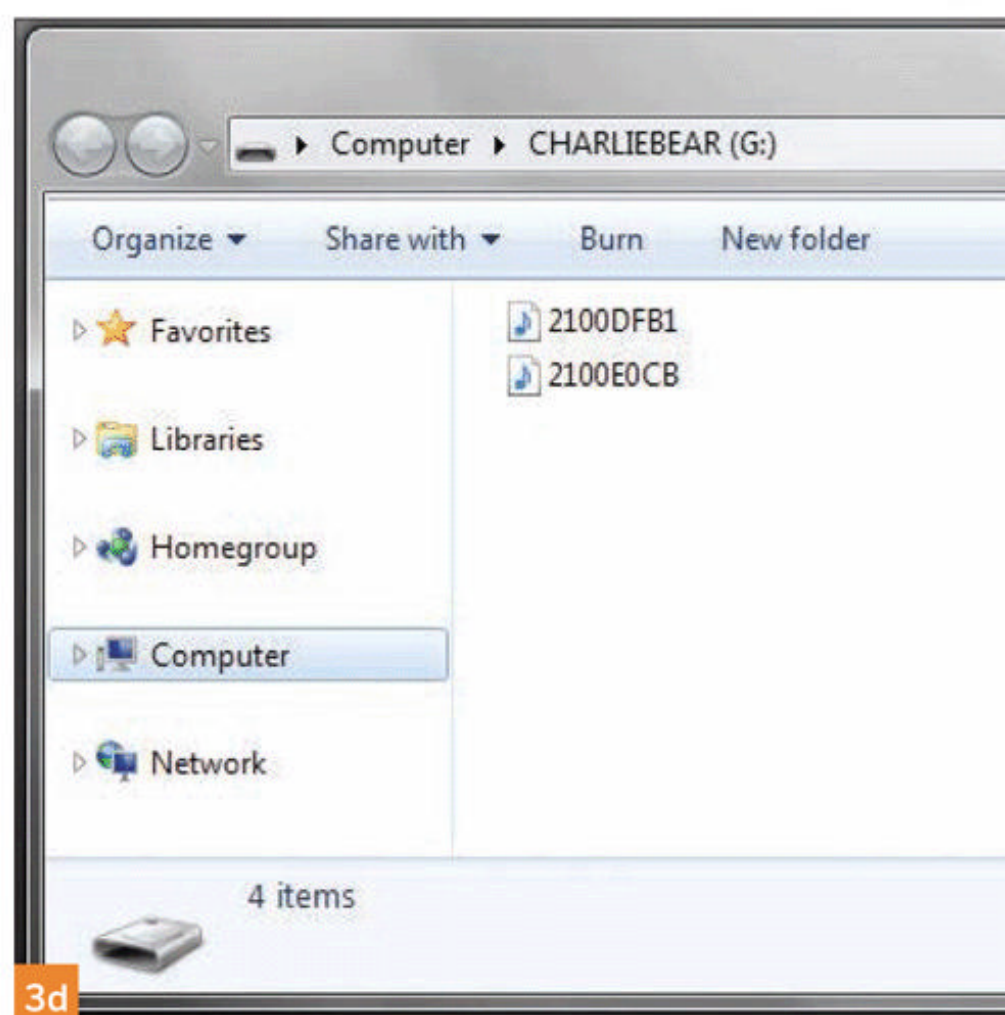 Computer CHARLIEBEAR (G:)
Organize Share with Burn New folder
Favorites
Libraries
Homegroup
Computer
Network
2100DFB1
2100E0CB
4 items
3d